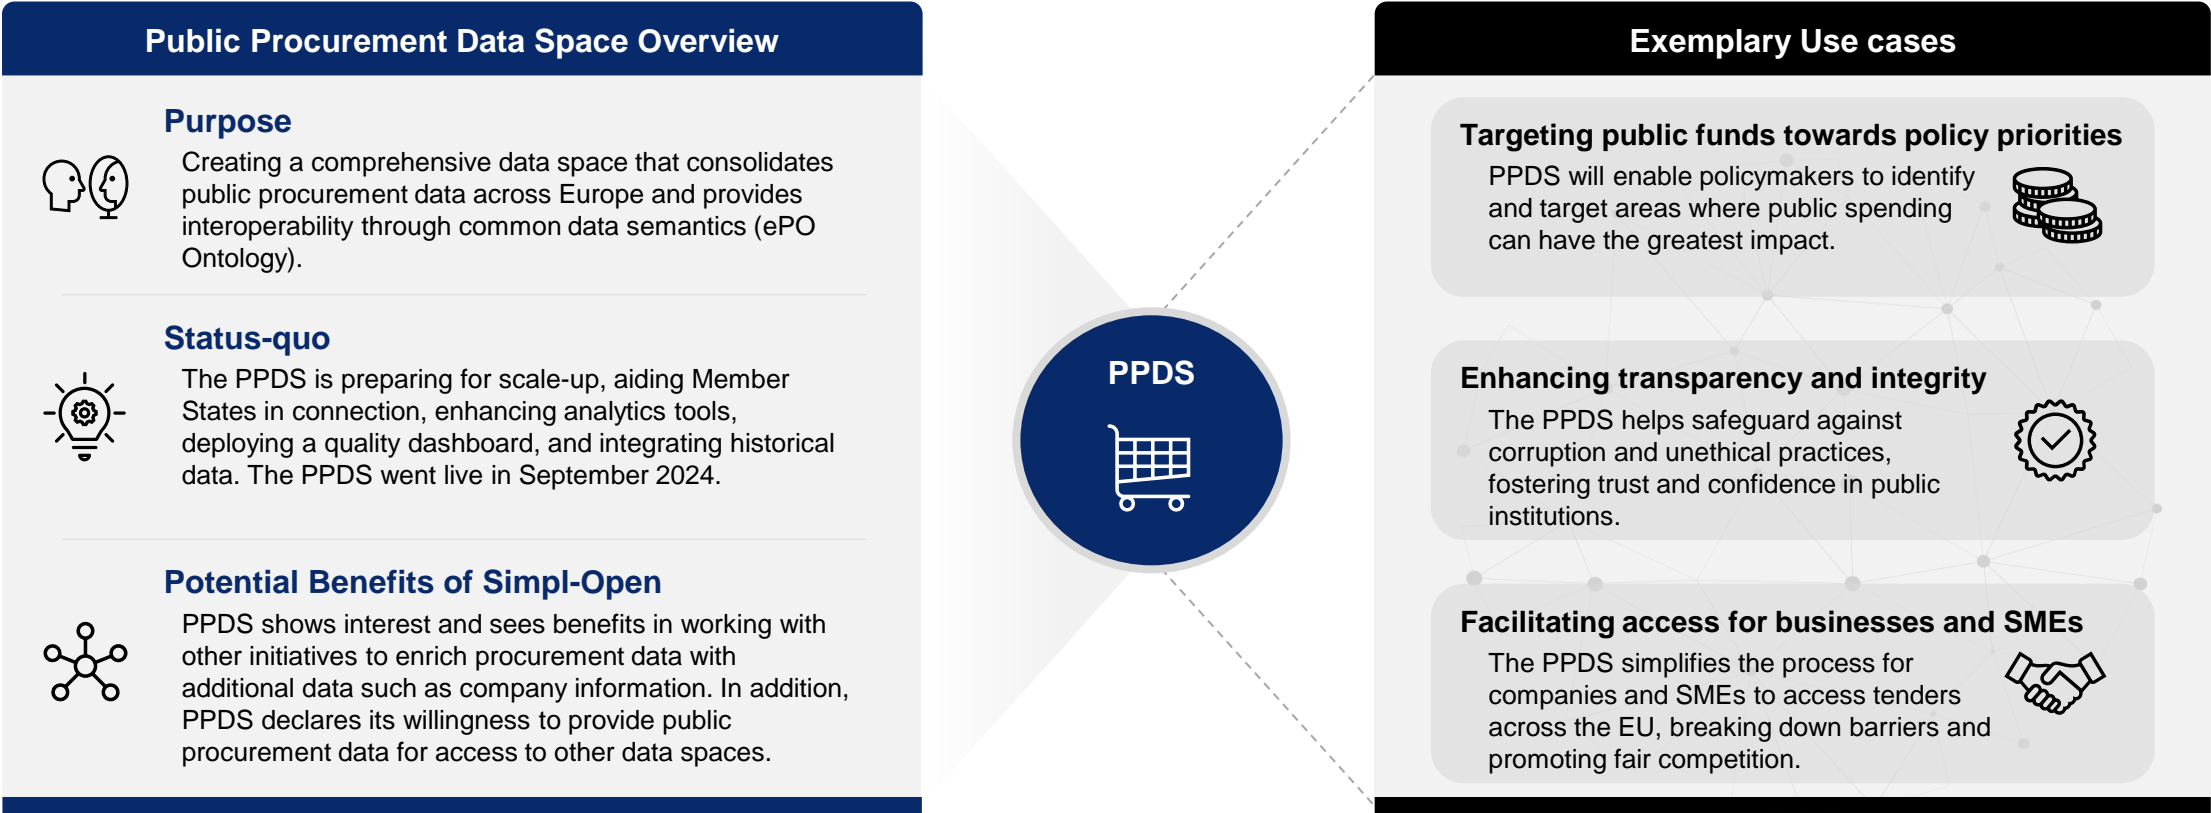 Public Procurement Data Space Overview
Purpose
Creating a comprehensive data space that consolidates
public procurement data across Europe and provides
interoperability through common data semantics (ePO
Ontology).
Status-quo
The PPDS is preparing for scale-up, aiding Member
States in connection, enhancing analytics tools,
deploying a quality dashboard, and integrating historical
data. The PPDS went live in September 2024.
Potential Benefits of Simpl-Open
PPDS shows interest and sees benefits in working with
other initiatives to enrich procurement data with
additional data such as company information. In addition,
PPDS declares its willingness to provide public
procurement data for access to other data spaces.
PPDS
Exemplary Use cases
Targeting public funds towards policy priorities
PPDS will enable policymakers to identify
and target areas where public spending
can have the greatest impact.
Enhancing transparency and integrity
The PPDS helps safeguard against
corruption and unethical practices,
fostering trust and confidence in public
institutions.
Facilitating access for businesses and SMEs
The PPDS simplifies the process for
companies and SMEs to access tenders
across the EU, breaking down barriers and
promoting fair competition.